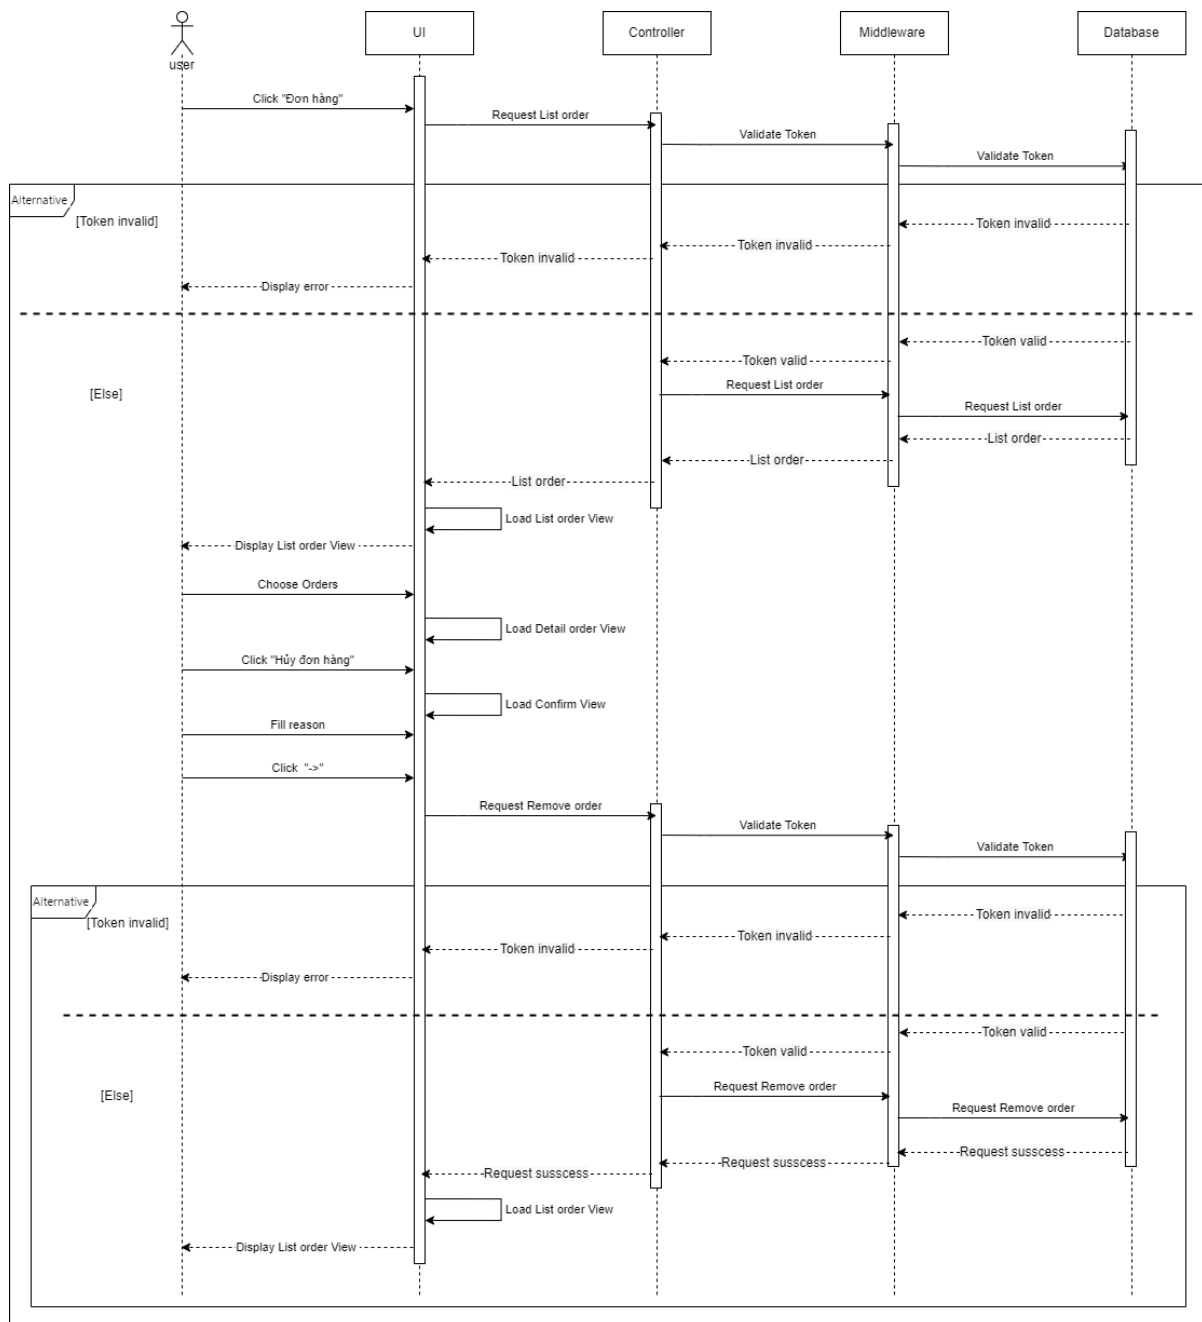 user
UI
Controller
Middleware
Database
Click "Đơn hàng"
Request List order
Validate Token
Validate Token
Alternative
[Token invalid]
Token invalid
Token invalid
Token invalid
Display error
Token valid
Token valid
[Else]
Request List order
Request List order
List order
List order
List order
Load List order View
Display List order View
Choose Orders
Load Detail order View
Click "Hủy đơn hàng"
Load Confirm View
Fill reason
Click "->"
Request Remove order
Validate Token
Validate Token
Alternative
[Token invalid]
Token invalid
Token invalid
Token invalid
Display error
Token valid
Token valid
[Else]
Request Remove order
Request Remove order
Request susscess
Request susscess
Request susscess
Load List order View
Display List order View